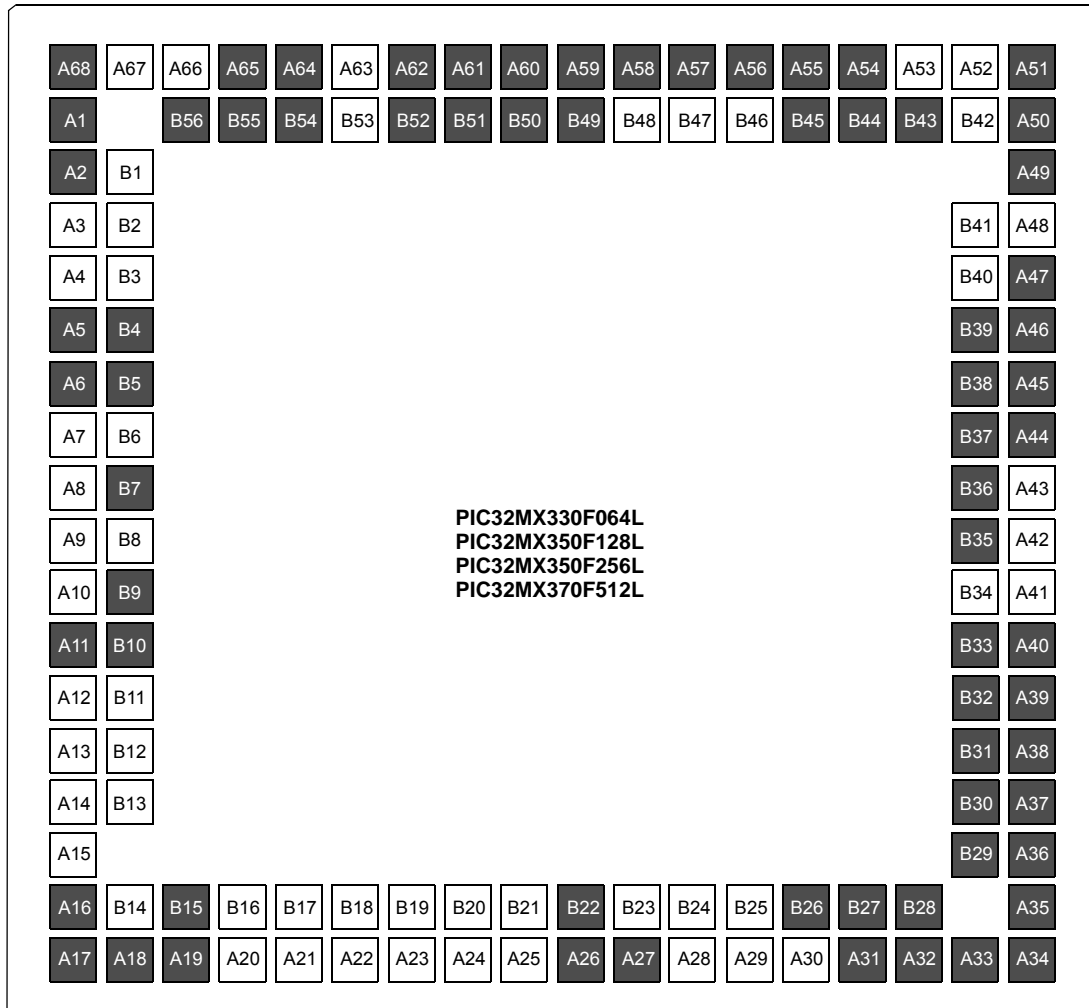 A68 A67 A66 A65 A64 A63 A62 A61 A60 A59 A58 A57 A56 A55 A54 A53 A52 A51
A1 B56 B55 B54 B53 B52 B51 B50 B49 B48 B47 B46 B45 B44 B43 B42 A50
A2 B1 A49
A3 B2 B41 A48
A4 B3 B40 A47
A5 B4 B39 A46
A6 B5 B38 A45
A7 B6 B37 A44
A8 B7 B36 A43
PIC32MX330F064L
A9 B8 B35 A42
PIC32MX350F128L
PIC32MX350F256L
A10 B9 B34 A41
PIC32MX370F512L
A11 B10 B33 A40
A12 B11 B32 A39
A13 B12 B31 A38
A14 B13 B30 A37
A15 B29 A36
A16 B14 B15 B16 B17 B18 B19 B20 B21 B22 B23 B24 B25 B26 B27 B28 A35
A17 A18 A19 A20 A21 A22 A23 A24 A25 A26 A27 A28 A29 A30 A31 A32 A33 A34